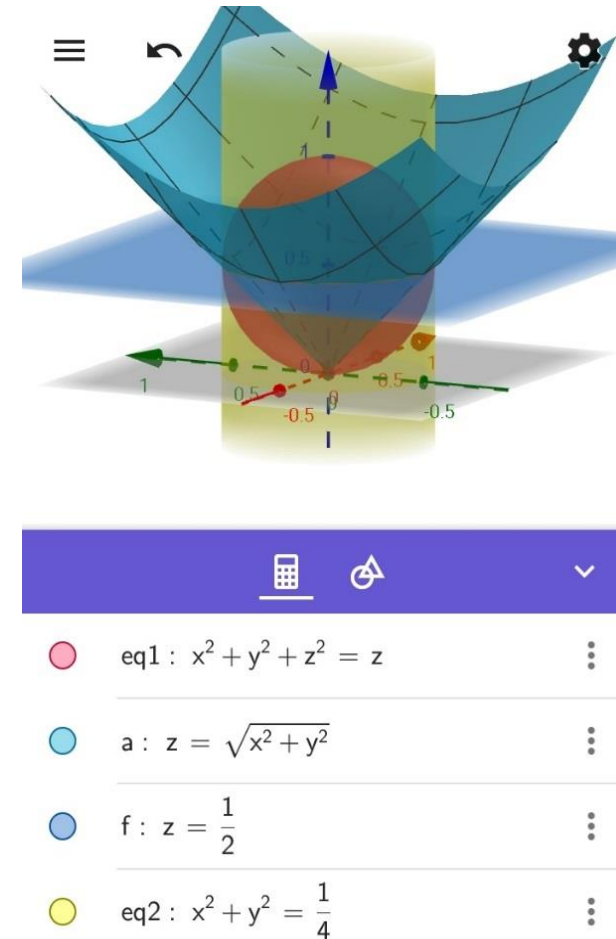 1
0.5
0
1
0.5
-0.5
0
0
0.5
1
-0.5
eq1 : x² + y² + z² = z
a : z = √(x² + y²)
f : z = 1/2
eq2 : x² + y² = 1/4